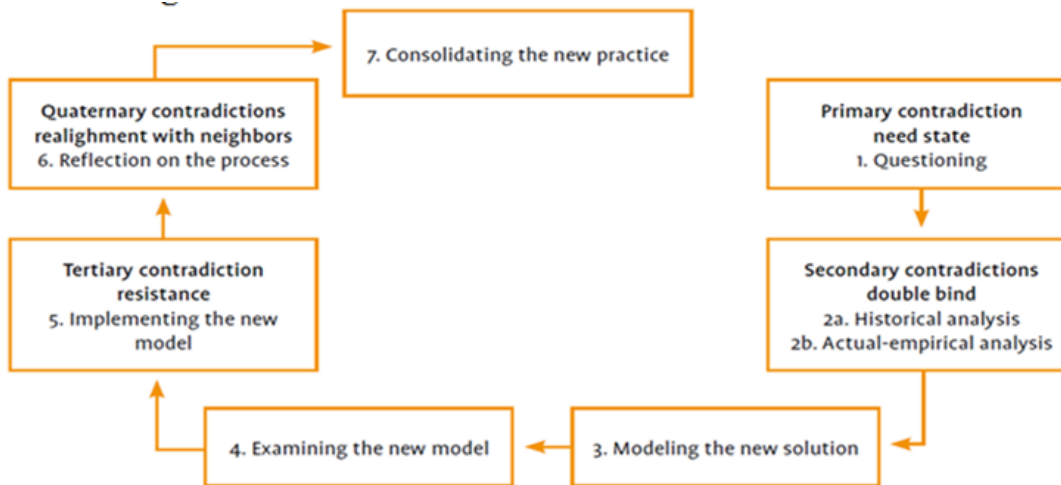 7. Consolidating the new practice
Quaternary contradictions
realighment with neighbors
6. Reflection on the process
Primary contradiction
need state
1. Questioning
Tertiary contradiction
resistance
5. Implementing the new
model
Secondary contradictions
double bind
2a. Historical analysis
2b. Actual-empirical analysis
4. Examining the new model
3. Modeling the new solution